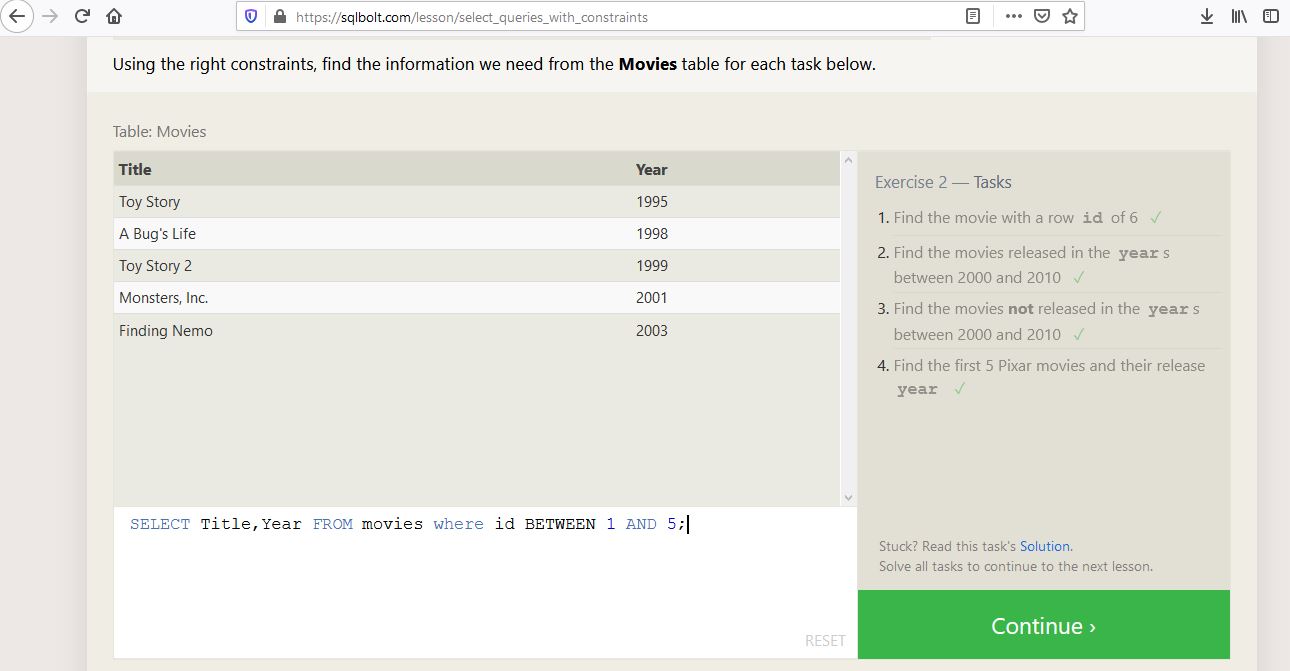 https://sqlbolt.com/lesson/select_queries_with_constraints
Using the right constraints, find the information we need from the Movies table for each task below.
Table: Movies
Title Year
Toy Story 1995
A Bug's Life 1998
Toy Story 2 1999
Monsters, Inc. 2001
Finding Nemo 2003
SELECT Title,Year FROM movies where id BETWEEN 1 AND 5;
RESET
Exercise 2 — Tasks
1. Find the movie with a row id of 6 ✓
2. Find the movies released in the year s
between 2000 and 2010 ✓
3. Find the movies not released in the year s
between 2000 and 2010 ✓
4. Find the first 5 Pixar movies and their release
year ✓
Stuck? Read this task's Solution.
Solve all tasks to continue to the next lesson.
Continue ›